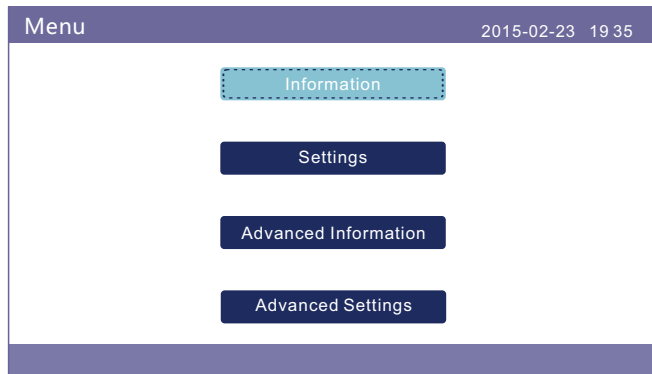 Menu
2015-02-23 19 35
Information
Settings
Advanced Information
Advanced Settings